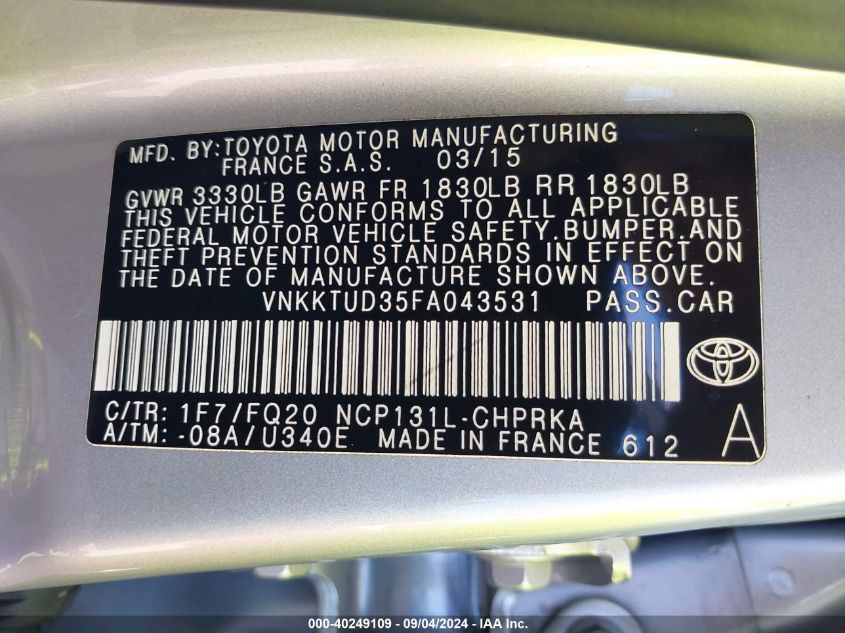 MFD. BY:TOYOTA MOTOR MANUFACTURING
FRANCE S.A.S. 03/15
GVWR 3330LB GAWR FR 1830LB RR 1830LB
THIS VEHICLE CONFORMS TO ALL APPLICABLE
FEDERAL MOTOR VEHICLE SAFETY.BUMPER.AND
THEFT PREVENTION STANDARDS IN EFFECT ON
THE DATE OF MANUFACTURE SHOWN ABOVE.
VNKKTUD35FA043531 PASS.CAR
C/TR: 1F7/FQ20 NCP131L-CHPRKA
A/TM: -08A/U340E MADE IN FRANCE 612 A
000-40249109 - 09/04/2024 - IAA Inc.